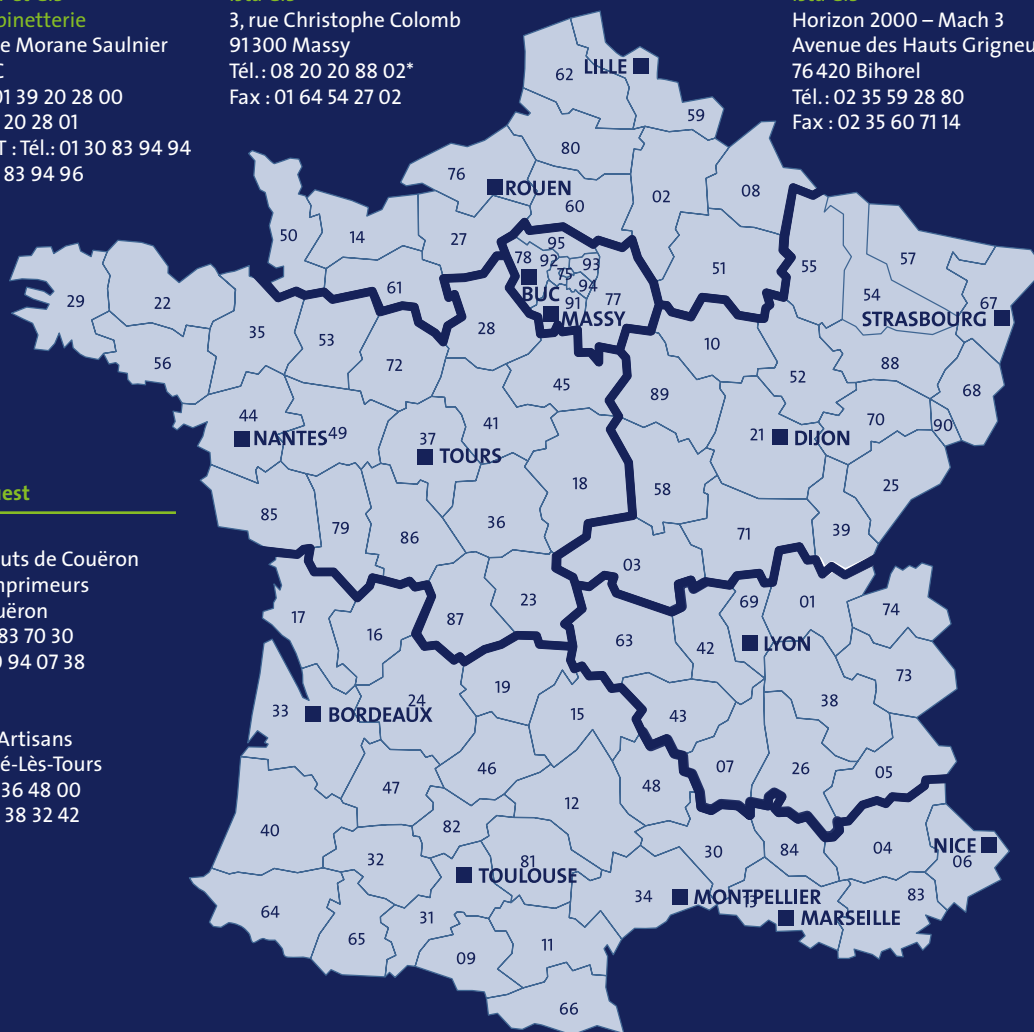 binetterie
e Morane Saulnier
C
01 39 20 28 00
20 28 01
T : Tél.: 01 30 83 94 94
83 94 96
3, rue Christophe Colomb
91300 Massy
Tél.: 08 20 20 88 02*
Fax : 01 64 54 27 02
Horizon 2000 – Mach 3
Avenue des Hauts Grigneu
76420 Bihorel
Tél.: 02 35 59 28 80
Fax : 02 35 60 71 14
uest
uts de Couëron
nprimeurs
uëron
83 70 30
9 94 07 38
Artisans
é-Lès-Tours
36 48 00
38 32 42
62
LILLE
59
80
76
ROUEN
60
02
08
50
14
27
61
95
78
92
93
75
94
91
77
BUC
MASSY
51
55
57
54
67
STRASBOURG
29
22
56
35
53
72
28
10
52
88
68
45
89
44
NANTES
49
37
TOURS
41
21
DIJON
70
90
18
58
25
85
79
86
36
71
39
03
17
16
87
23
63
42
69
01
74
LYON
73
33
BORDEAUX
24
19
15
43
38
47
46
48
07
26
05
40
82
12
32
TOULOUSE
81
30
84
04
NICE
06
64
65
31
34
MONTPELLIER
13
MARSEILLE
83
09
11
66